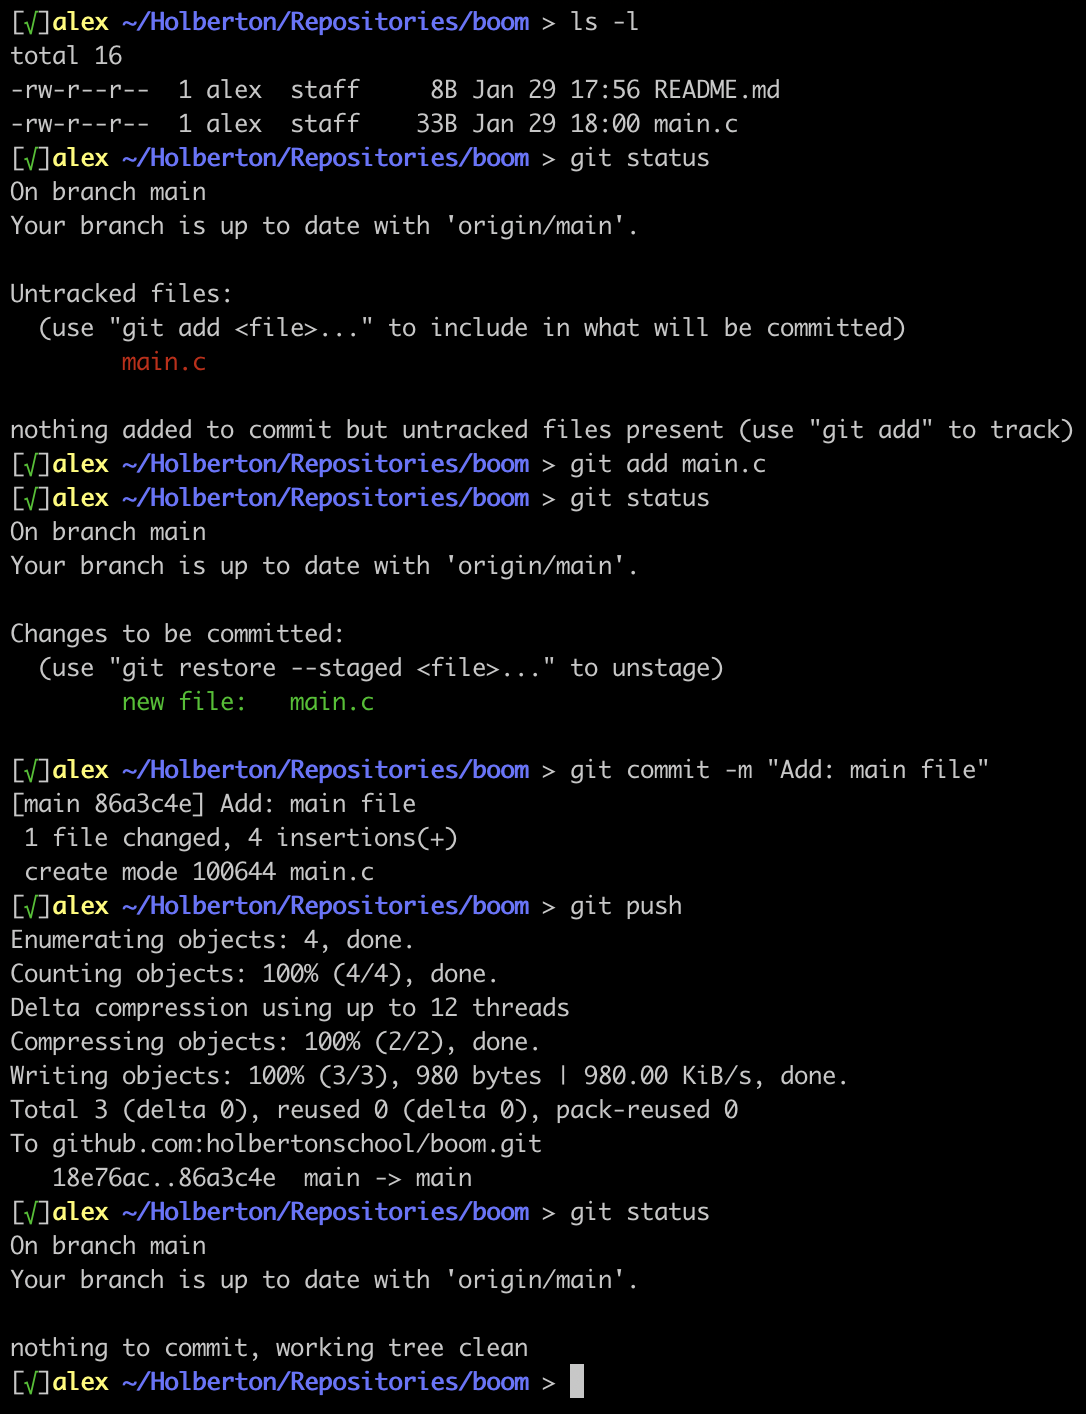 [√]alex ~/Holberton/Repositories/boom > ls -l
total 16
-rw-r--r--  1 alex  staff     8B Jan 29 17:56 README.md
-rw-r--r--  1 alex  staff    33B Jan 29 18:00 main.c
[√]alex ~/Holberton/Repositories/boom > git status
On branch main
Your branch is up to date with 'origin/main'.

Untracked files:
  (use "git add <file>..." to include in what will be committed)
        main.c

nothing added to commit but untracked files present (use "git add" to track)
[√]alex ~/Holberton/Repositories/boom > git add main.c
[√]alex ~/Holberton/Repositories/boom > git status
On branch main
Your branch is up to date with 'origin/main'.

Changes to be committed:
  (use "git restore --staged <file>..." to unstage)
        new file:   main.c

[√]alex ~/Holberton/Repositories/boom > git commit -m "Add: main file"
[main 86a3c4e] Add: main file
 1 file changed, 4 insertions(+)
 create mode 100644 main.c
[√]alex ~/Holberton/Repositories/boom > git push
Enumerating objects: 4, done.
Counting objects: 100% (4/4), done.
Delta compression using up to 12 threads
Compressing objects: 100% (2/2), done.
Writing objects: 100% (3/3), 980 bytes | 980.00 KiB/s, done.
Total 3 (delta 0), reused 0 (delta 0), pack-reused 0
To github.com:holbertonschool/boom.git
   18e76ac..86a3c4e  main -> main
[√]alex ~/Holberton/Repositories/boom > git status
On branch main
Your branch is up to date with 'origin/main'.

nothing to commit, working tree clean
[√]alex ~/Holberton/Repositories/boom >